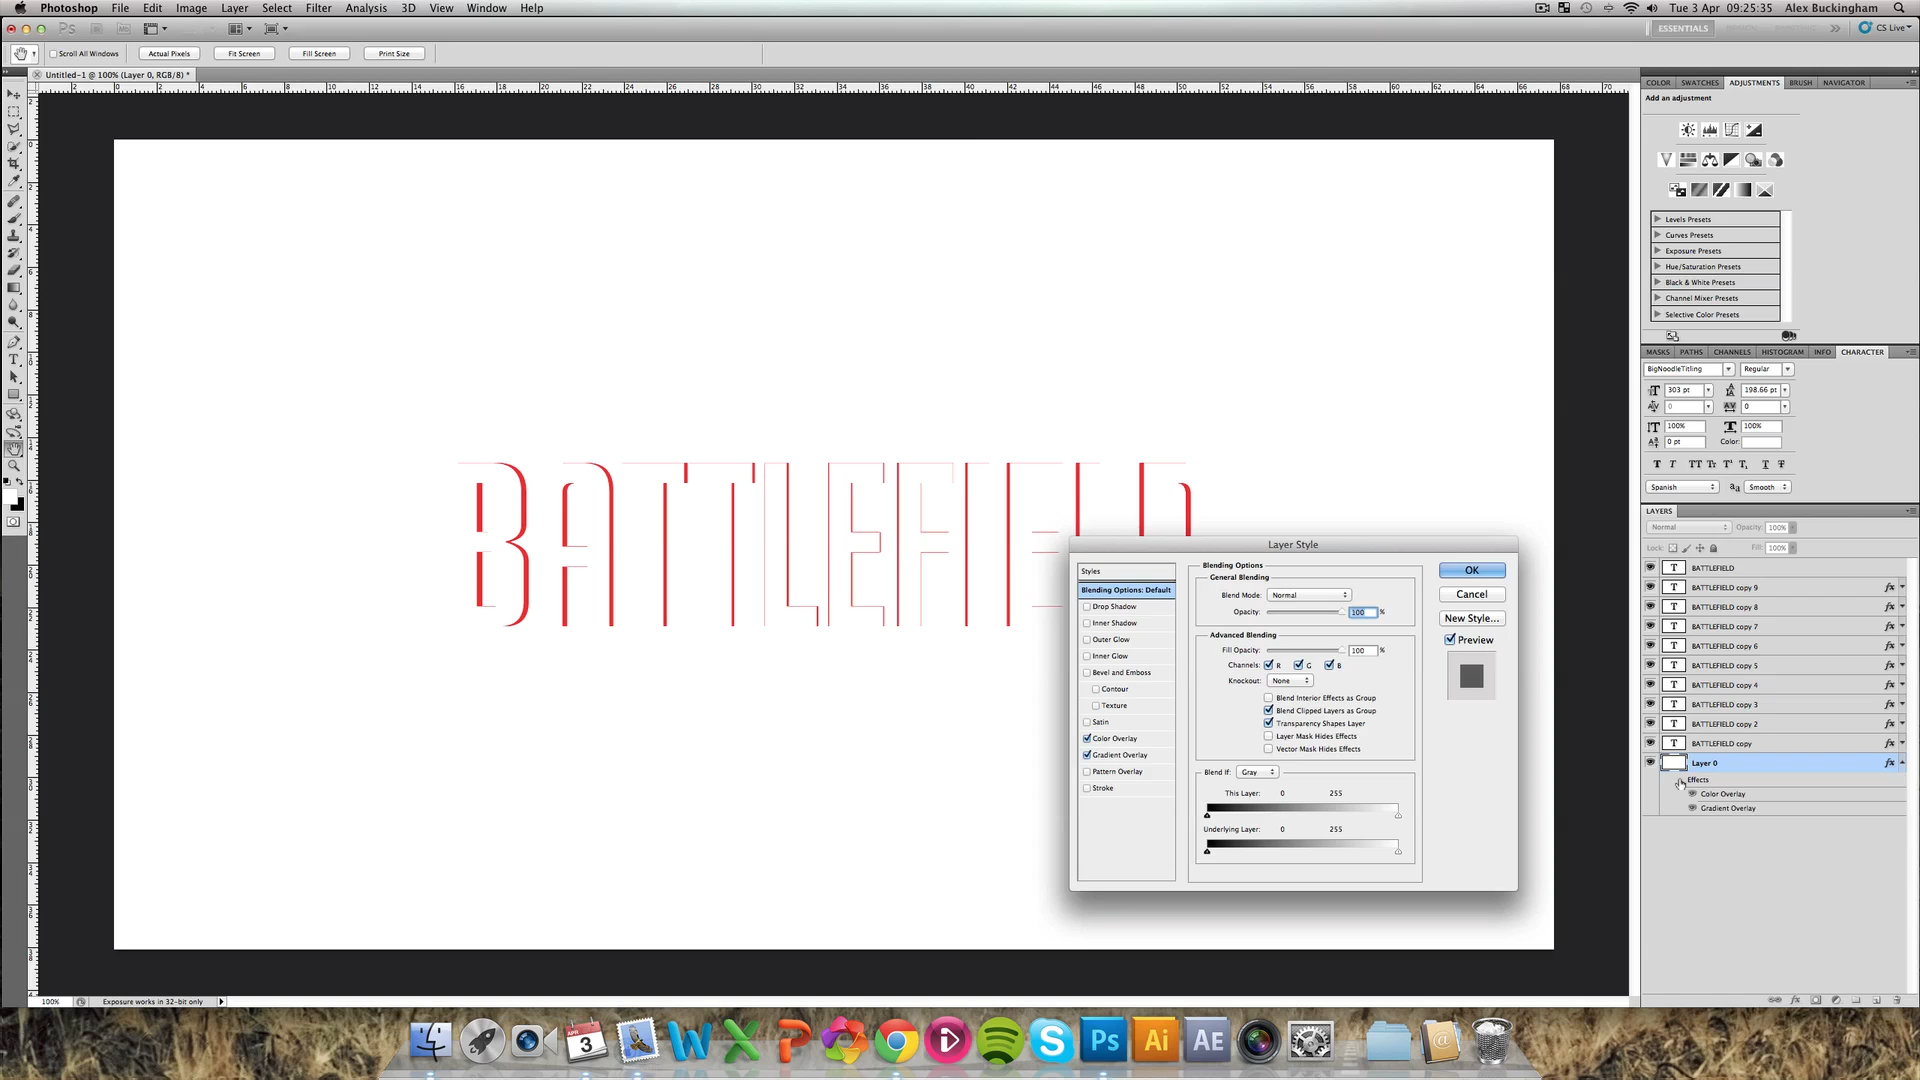 Photoshop File Edit Image Layer Select Filter Analysis 3D View Window Help
Tue 3 Apr 09:25:35 Alex Buckingham
Ps Mb
ESSENTIALS
CS Live
Scroll All Windows Actual Pixels Fit Screen Fill Screen Print Size
Untitled-1 @ 100% (Layer 0, RGB/8) *
COLOR SWATCHES ADJUSTMENTS BRUSH NAVIGATOR
Add an adjustment
Levels Presets
Curves Presets
Exposure Presets
Hue/Saturation Presets
Black & White Presets
Channel Mixer Presets
Selective Color Presets
MASKS PATHS CHANNELS HISTOGRAM INFO CHARACTER
BigNoodleTitling Regular
303 pt 198.66 pt
0 0
100% 100%
0 pt Color:
Spanish Smooth
LAYERS
Normal Opacity: 100%
Lock: Fill: 100%
BATTLEFIELD
BATTLEFIELD copy 9
BATTLEFIELD copy 8
BATTLEFIELD copy 7
BATTLEFIELD copy 6
BATTLEFIELD copy 5
BATTLEFIELD copy 4
BATTLEFIELD copy 3
BATTLEFIELD copy 2
BATTLEFIELD copy
Layer 0
Effects
Color Overlay
Gradient Overlay
BATTLEFIELD
Layer Style
Styles
Blending Options: Default
Drop Shadow
Inner Shadow
Outer Glow
Inner Glow
Bevel and Emboss
Contour
Texture
Satin
Color Overlay
Gradient Overlay
Pattern Overlay
Stroke
Blending Options
General Blending
Blend Mode: Normal
Opacity: 100 %
Advanced Blending
Fill Opacity: 100 %
Channels: R G B
Knockout: None
Blend Interior Effects as Group
Blend Clipped Layers as Group
Transparency Shapes Layer
Layer Mask Hides Effects
Vector Mask Hides Effects
Blend If: Gray
This Layer: 0 255
Underlying Layer: 0 255
OK
Cancel
New Style...
Preview
100% Exposure works in 32-bit only
APR
3
W X P
Ps Ai AE